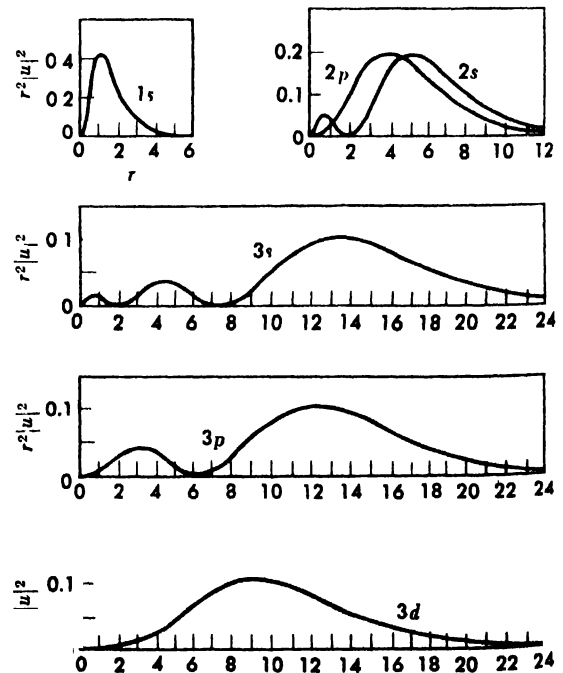 r²|u|² 0 4 0 2 0 1s 0 2 4 6 r
0.2 0.1 0 2p 2s 0 2 4 6 8 10 12
r²|u|² 0 1 0 3s 0 2 4 6 8 10 12 14 16 18 20 22 24
r²|u|² 0.1 0 3p 0 2 4 6 8 10 12 14 16 18 20 22 24
|u|² 0.1 3d 0 2 4 6 8 10 12 14 16 18 20 22 24